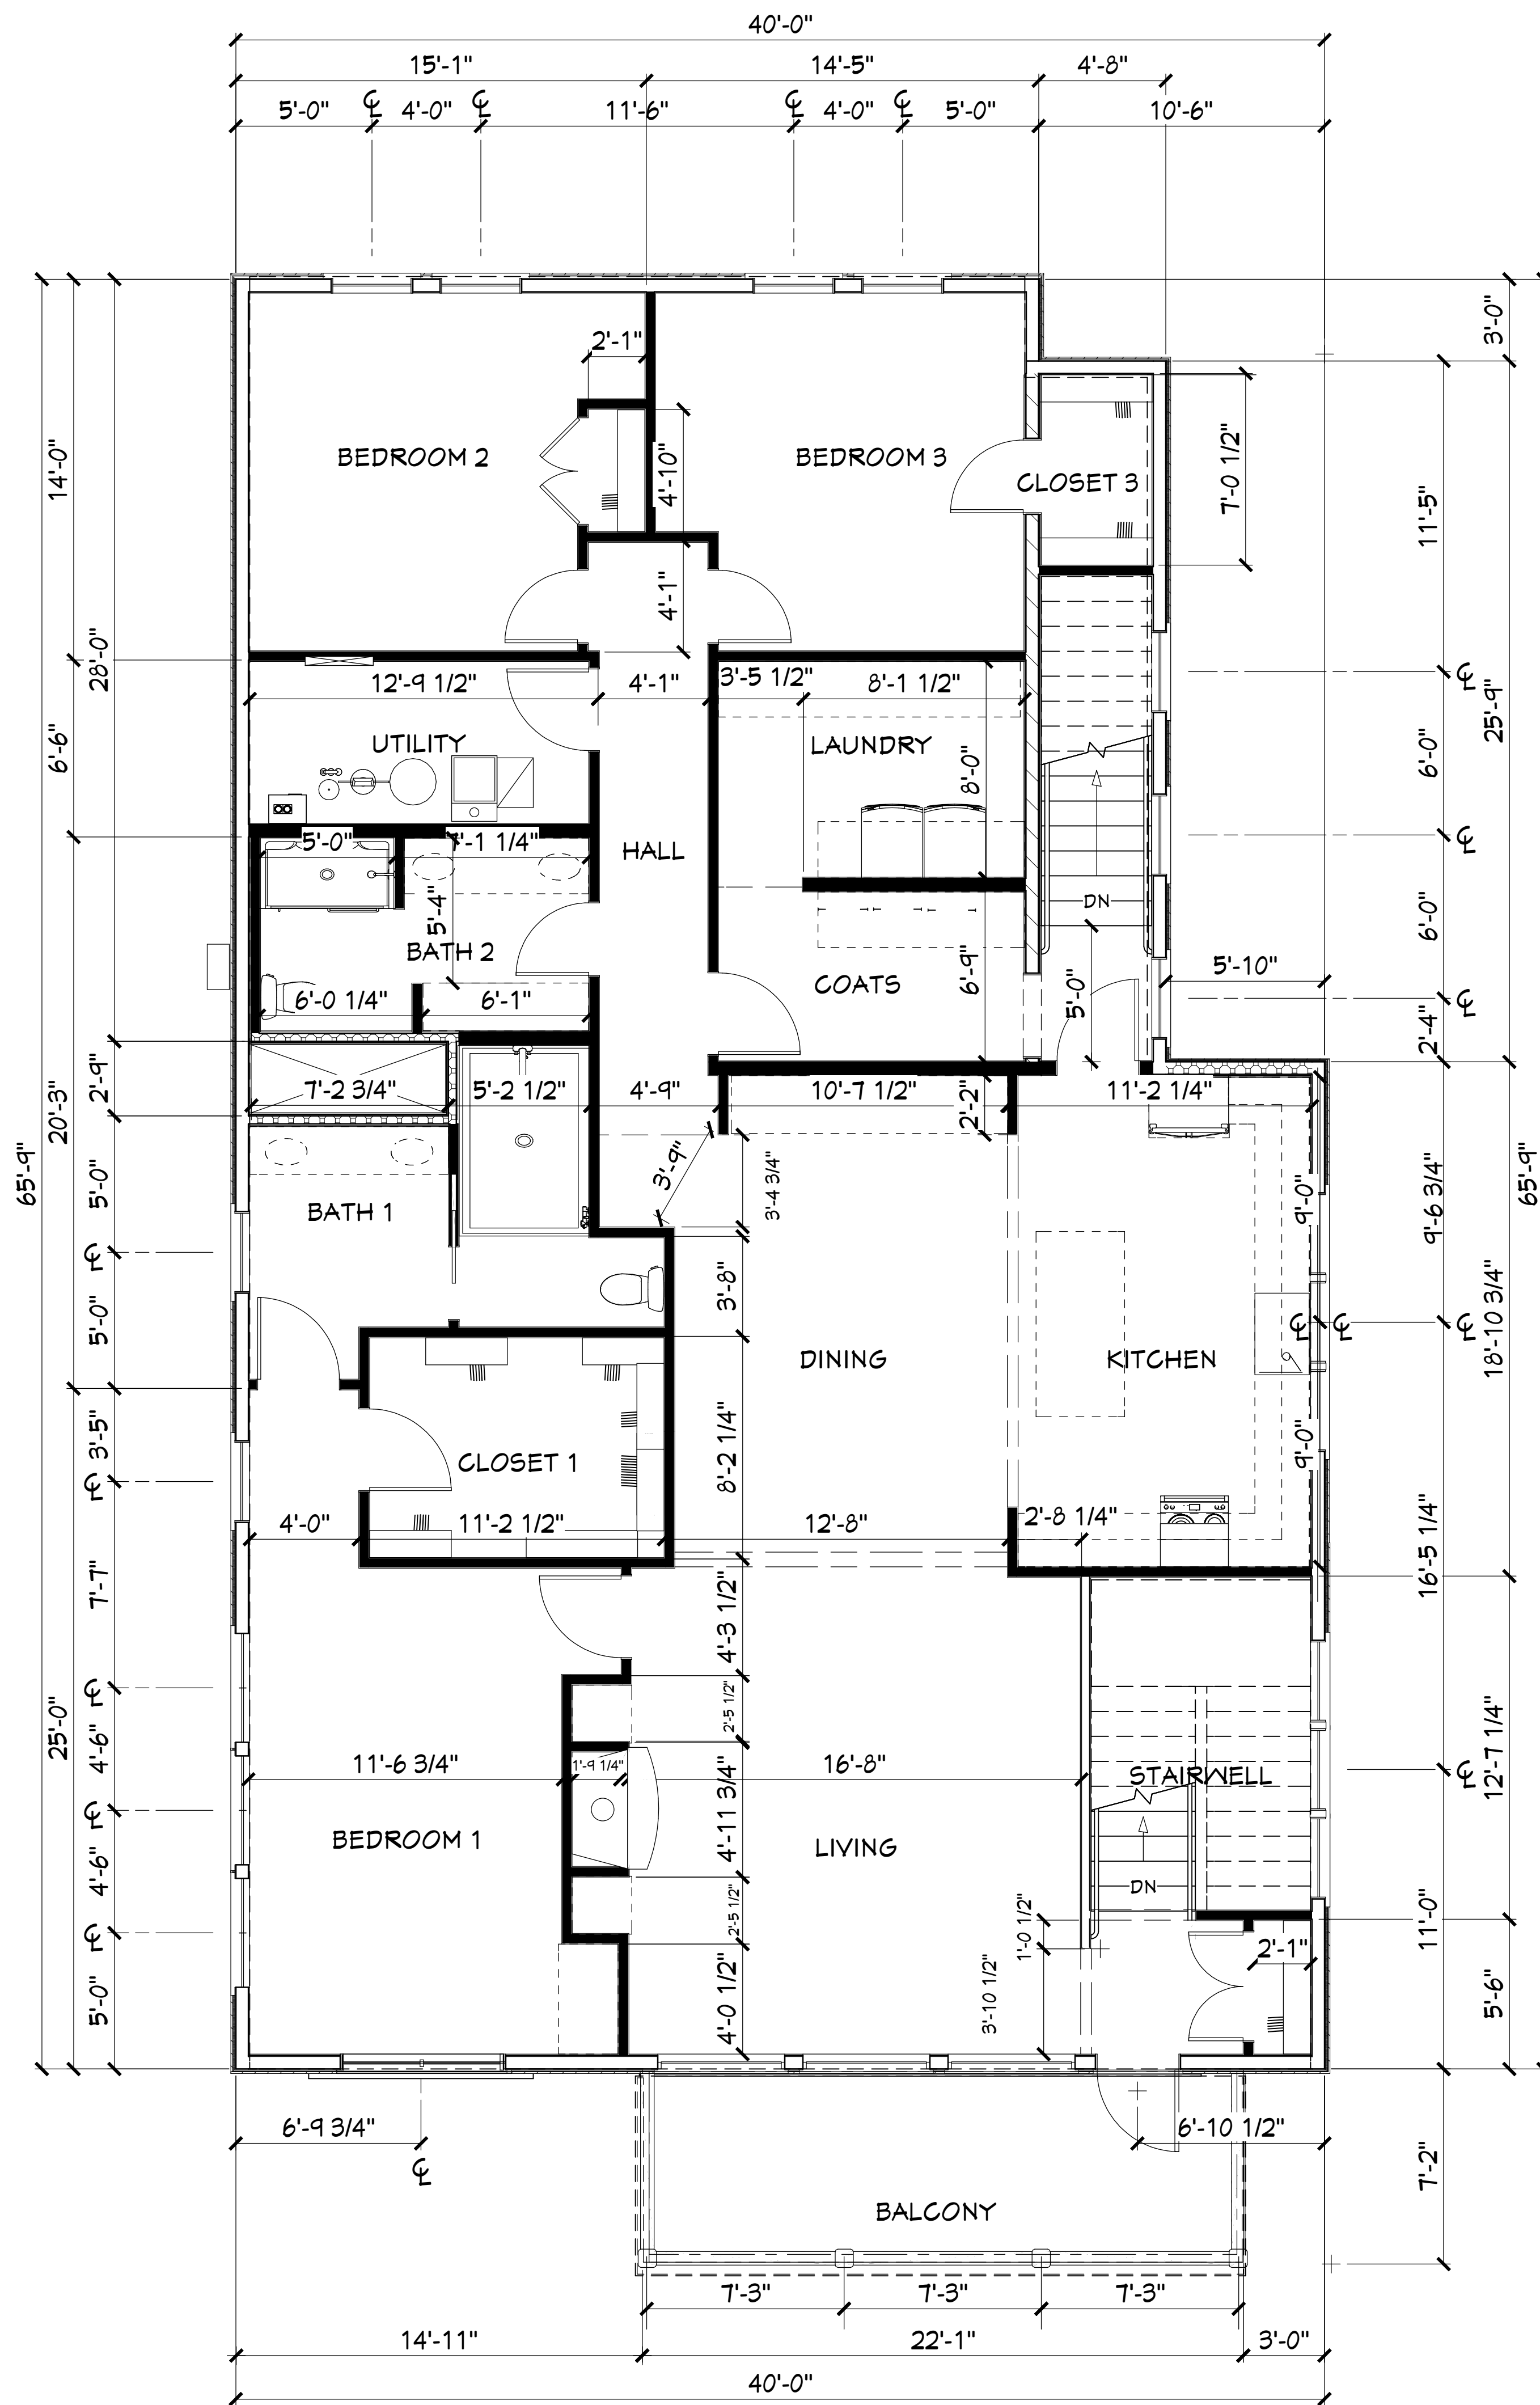 40'-0"
15'-1" 14'-5" 4'-8"
5'-0" ℄ 4'-0" ℄ 11'-6" ℄ 4'-0" ℄ 5'-0" 10'-6"
3'-0"
2'-1"
14'-0" BEDROOM 2 4'-10" BEDROOM 3 CLOSET 3 7'-0 1/2" 11'-5"
4'-1"
28'-0"
12'-9 1/2" 4'-1" 3'-5 1/2" 8'-1 1/2" ℄ 25'-9"
6'-6" UTILITY LAUNDRY 8'-0" 6'-0"
5'-0" 7'-1 1/4" HALL ℄
5'-4" DN 6'-0"
BATH 2 COATS 6'-9" 5'-0" 5'-10"
6'-0 1/4" 6'-1" ℄
2'-4"
2'-9" 7'-2 3/4" 5'-2 1/2" 4'-9" 10'-7 1/2" 2'-2" 11'-2 1/4"
20'-3"
65'-9" 5'-0" 3'-9" 3'-4 3/4" 9'-0" 9'-6 3/4" 65'-9"
BATH 1
℄
5'-0" 3'-8" ℄ ℄ ℄ 18'-10 3/4"
DINING KITCHEN
3'-5" CLOSET 1 8'-2 1/4" 9'-0"
℄
4'-0" 11'-2 1/2" 12'-8" 2'-8 1/4" 16'-5 1/4"
7'-7" 4'-3 1/2"
℄ 2'-5 1/2"
25'-0" 4'-6" 11'-6 3/4" 1'-9 1/4" 4'-11 3/4" 16'-8" STAIRWELL ℄ 12'-7 1/4"
℄
BEDROOM 1 LIVING
4'-6" DN
℄ 2'-5 1/2" 1'-0 1/2" 11'-0"
2'-1"
5'-0" 4'-0 1/2" 3'-10 1/2" 5'-6"
6'-9 3/4" 6'-10 1/2"
℄ 7'-2"
BALCONY
7'-3" 7'-3" 7'-3"
14'-11" 22'-1" 3'-0"
40'-0"